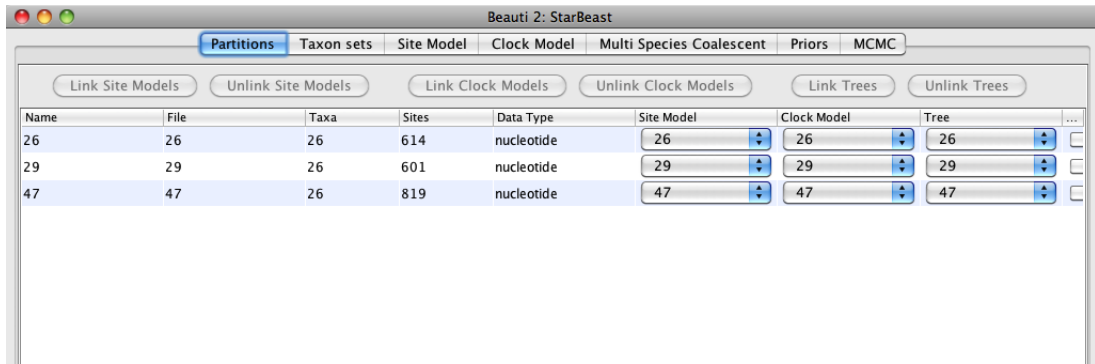 Beauti 2: StarBeast
Partitions Taxon sets Site Model Clock Model Multi Species Coalescent Priors MCMC
Link Site Models Unlink Site Models Link Clock Models Unlink Clock Models Link Trees Unlink Trees
Name File Taxa Sites Data Type Site Model Clock Model Tree ...
26 26 26 614 nucleotide 26 26 26
29 29 26 601 nucleotide 29 29 29
47 47 26 819 nucleotide 47 47 47